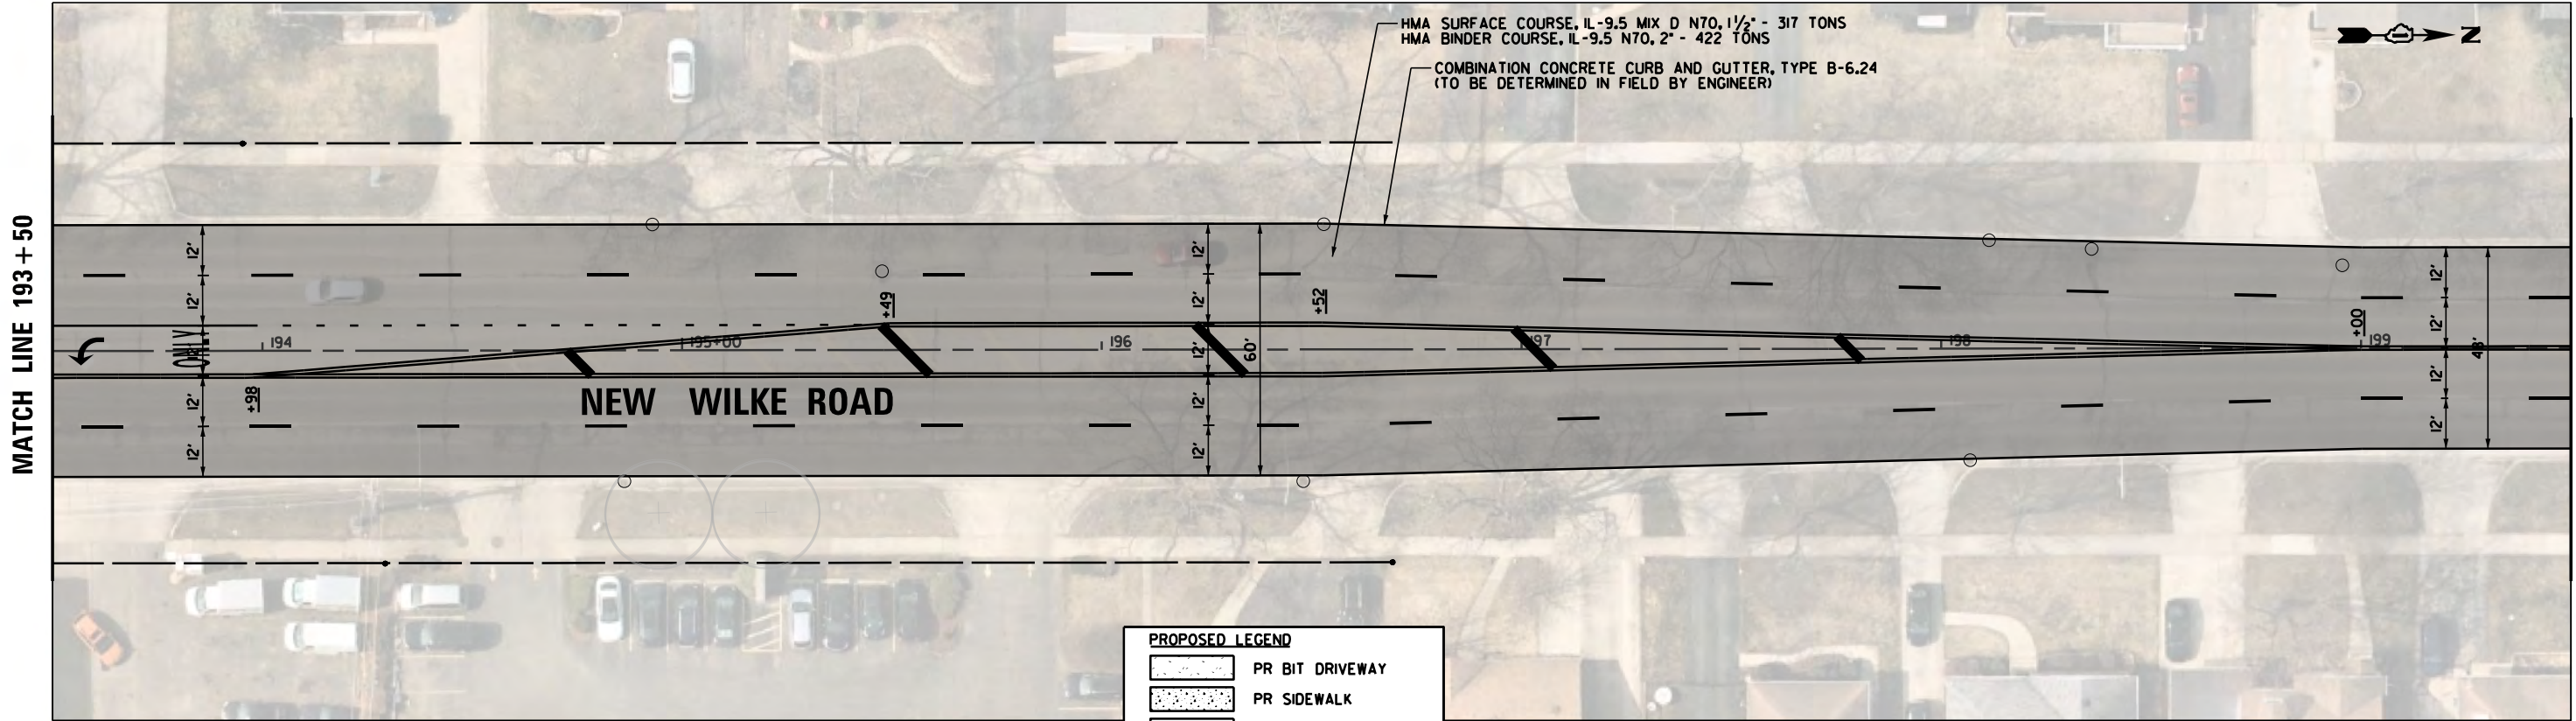 HMA SURFACE COURSE, IL-9.5 MIX D N70, 1½" - 317 TONS
HMA BINDER COURSE, IL-9.5 N70, 2" - 422 TONS
COMBINATION CONCRETE CURB AND GUTTER, TYPE B-6.24
(TO BE DETERMINED IN FIELD BY ENGINEER)
N
MATCH LINE 193+50
12'
12'
12'
12'
ONLY
+98
194
195+00
+49
196
12'
12'
12'
12'
12'
60'
+52
197
198
+00
199
12'
12'
12'
12'
48'
NEW WILKE ROAD
PROPOSED LEGEND
PR BIT DRIVEWAY
PR SIDEWALK